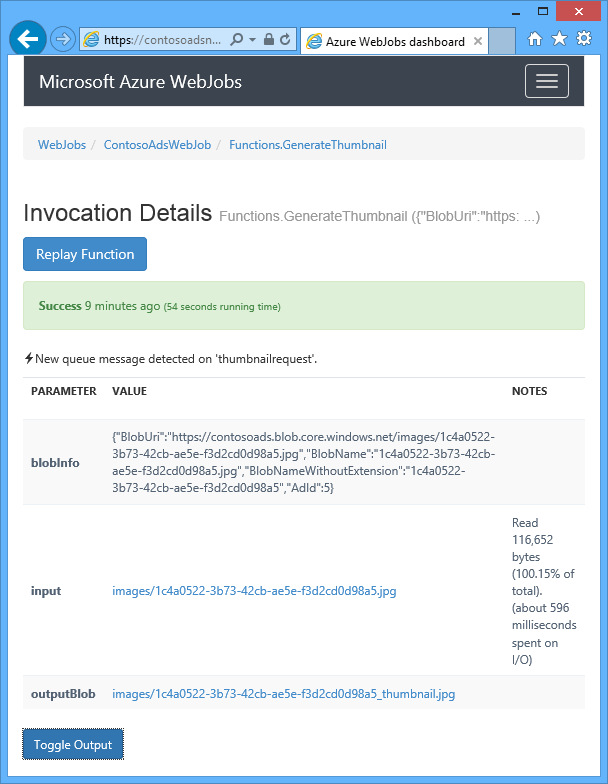 https://contosoadsn...
Azure WebJobs dashboard
Microsoft Azure WebJobs
WebJobs / ContosoAdsWebJob / Functions.GenerateThumbnail
Invocation Details Functions.GenerateThumbnail ({"BlobUri":"https: ...)
Replay Function
Success 9 minutes ago (54 seconds running time)
New queue message detected on 'thumbnailrequest'.
PARAMETER VALUE NOTES
blobInfo
{"BlobUri":"https://contosoads.blob.core.windows.net/images/1c4a0522-
3b73-42cb-ae5e-f3d2cd0d98a5.jpg","BlobName":"1c4a0522-3b73-42cb-
ae5e-f3d2cd0d98a5.jpg","BlobNameWithoutExtension":"1c4a0522-
3b73-42cb-ae5e-f3d2cd0d98a5","AdId":5}
input
images/1c4a0522-3b73-42cb-ae5e-f3d2cd0d98a5.jpg
Read
116,652
bytes
(100.15% of
total).
(about 596
milliseconds
spent on
I/O)
outputBlob
images/1c4a0522-3b73-42cb-ae5e-f3d2cd0d98a5_thumbnail.jpg
Toggle Output